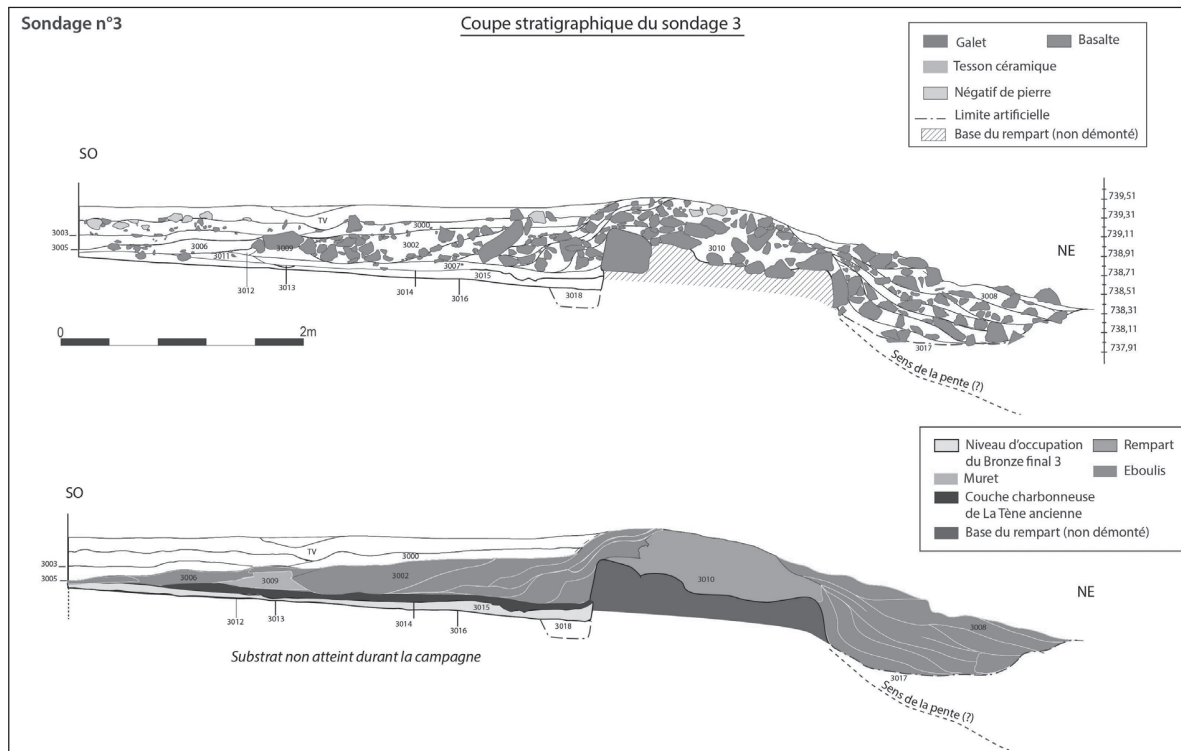 Sondage n°3
Coupe stratigraphique du sondage 3
Galet
Basalte
Tesson céramique
Négatif de pierre
Limite artificielle
Base du rempart (non démonté)
SO
739,51
739,31
739,11
738,91
738,71
738,51
738,31
738,11
737,91
NE
TV
3000
3003
3005
3006
3009
3002
3010
3011
3007*
3015
3008
3012
3013
3014
3016
3018
3017
0
2m
Sens de la pente (?)
Niveau d'occupation
du Bronze final 3
Muret
Couche charbonneuse
de La Tène ancienne
Base du rempart (non démonté)
Rempart
Eboulis
SO
TV
3000
3003
3005
3006
3009
3002
3010
NE
3015
3008
3012
3013
3014
3016
3018
3017
Substrat non atteint durant la campagne
Sens de la pente (?)